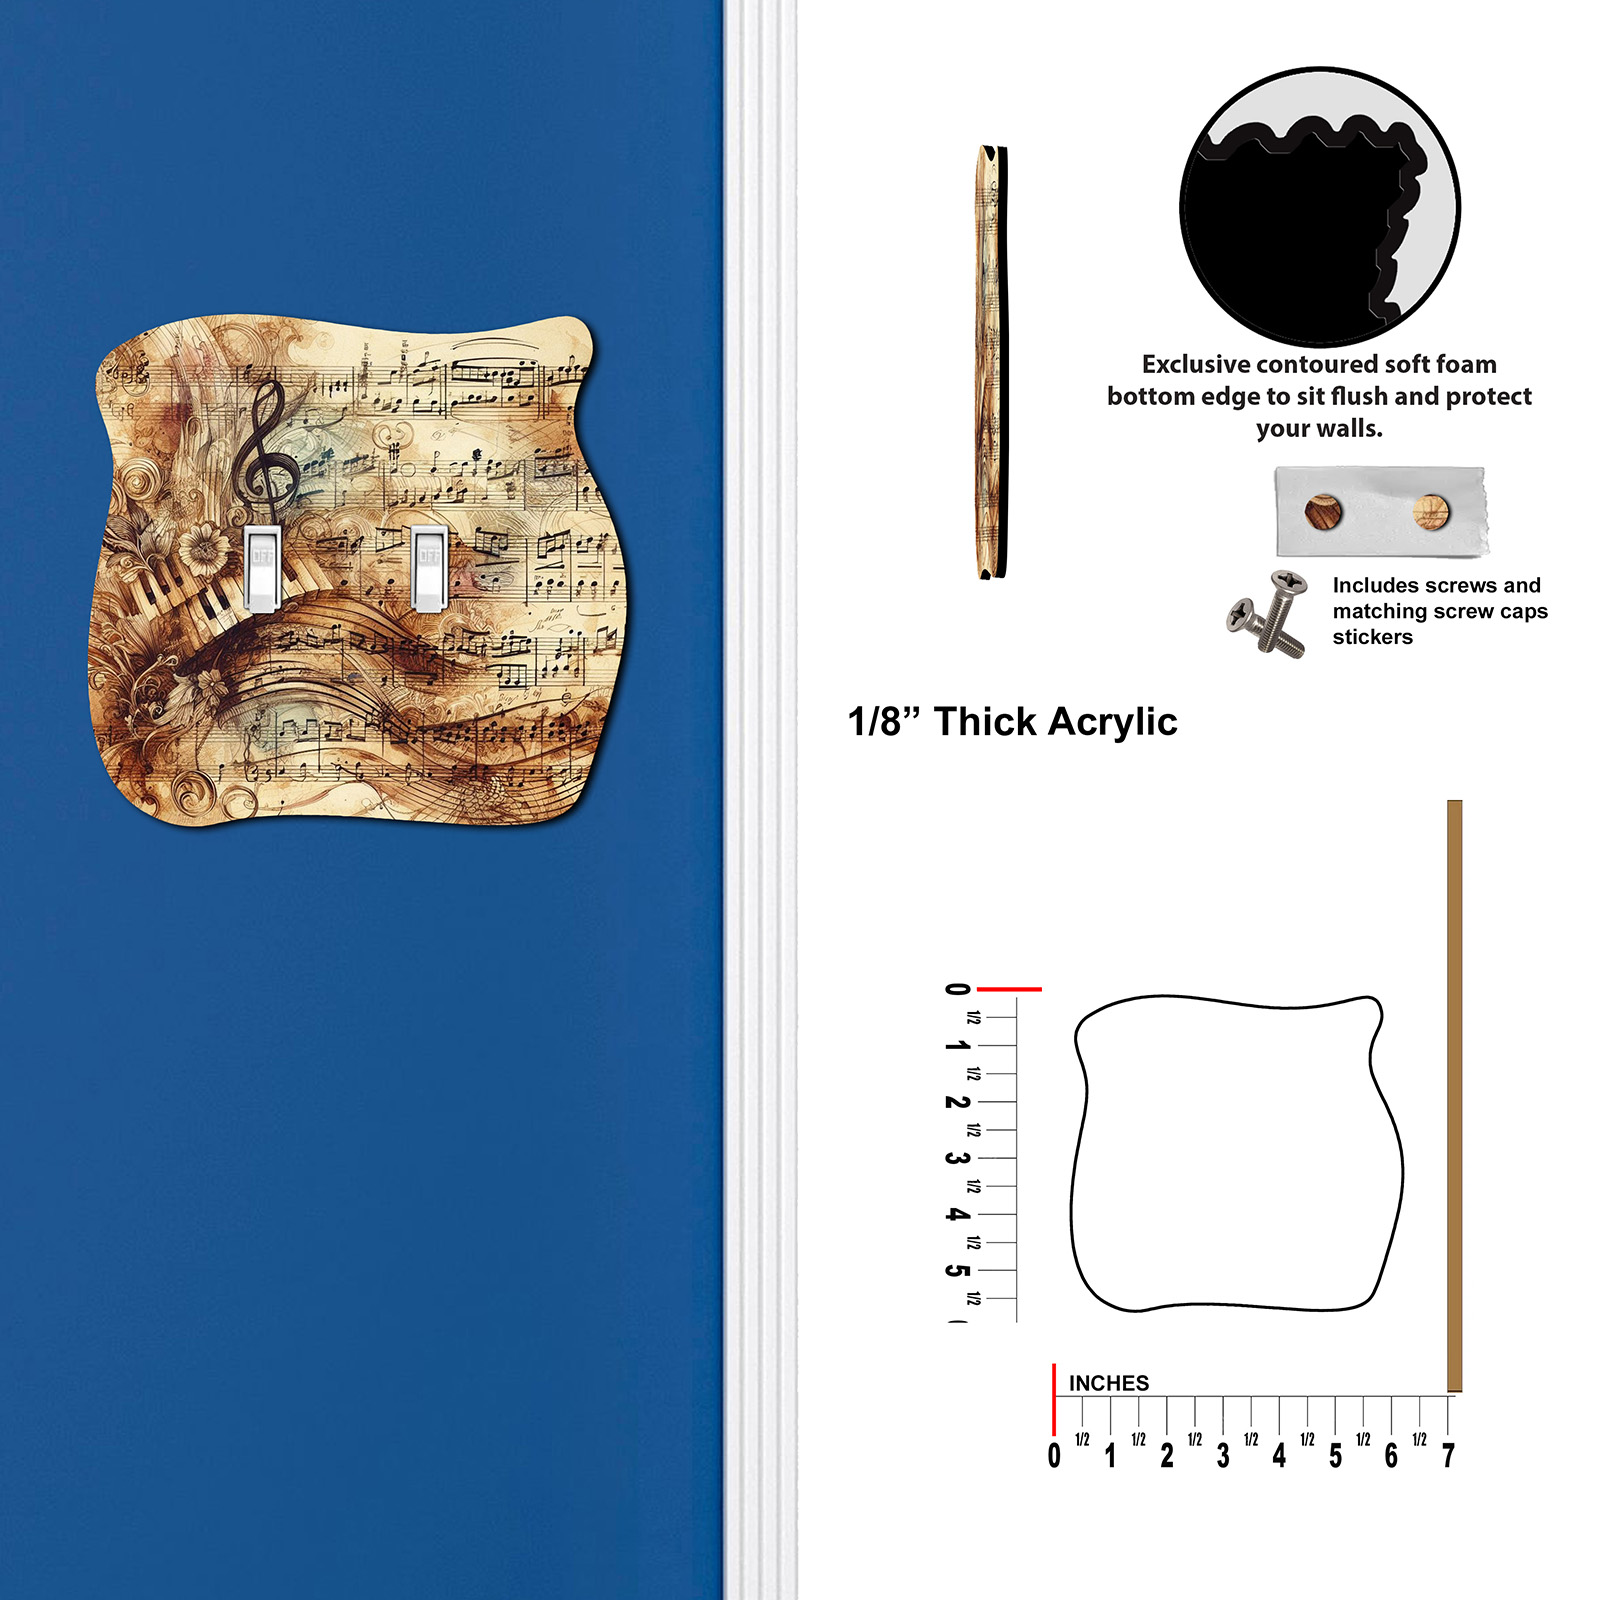 OFF
OFF
Exclusive contoured soft foam
bottom edge to sit flush and protect
your walls.
Includes screws and
matching screw caps
stickers
1/8” Thick Acrylic
0
1/2
1
1/2
2
1/2
3
1/2
4
1/2
5
1/2
INCHES
0 1/2 1 1/2 2 1/2 3 1/2 4 1/2 5 1/2 6 1/2 7